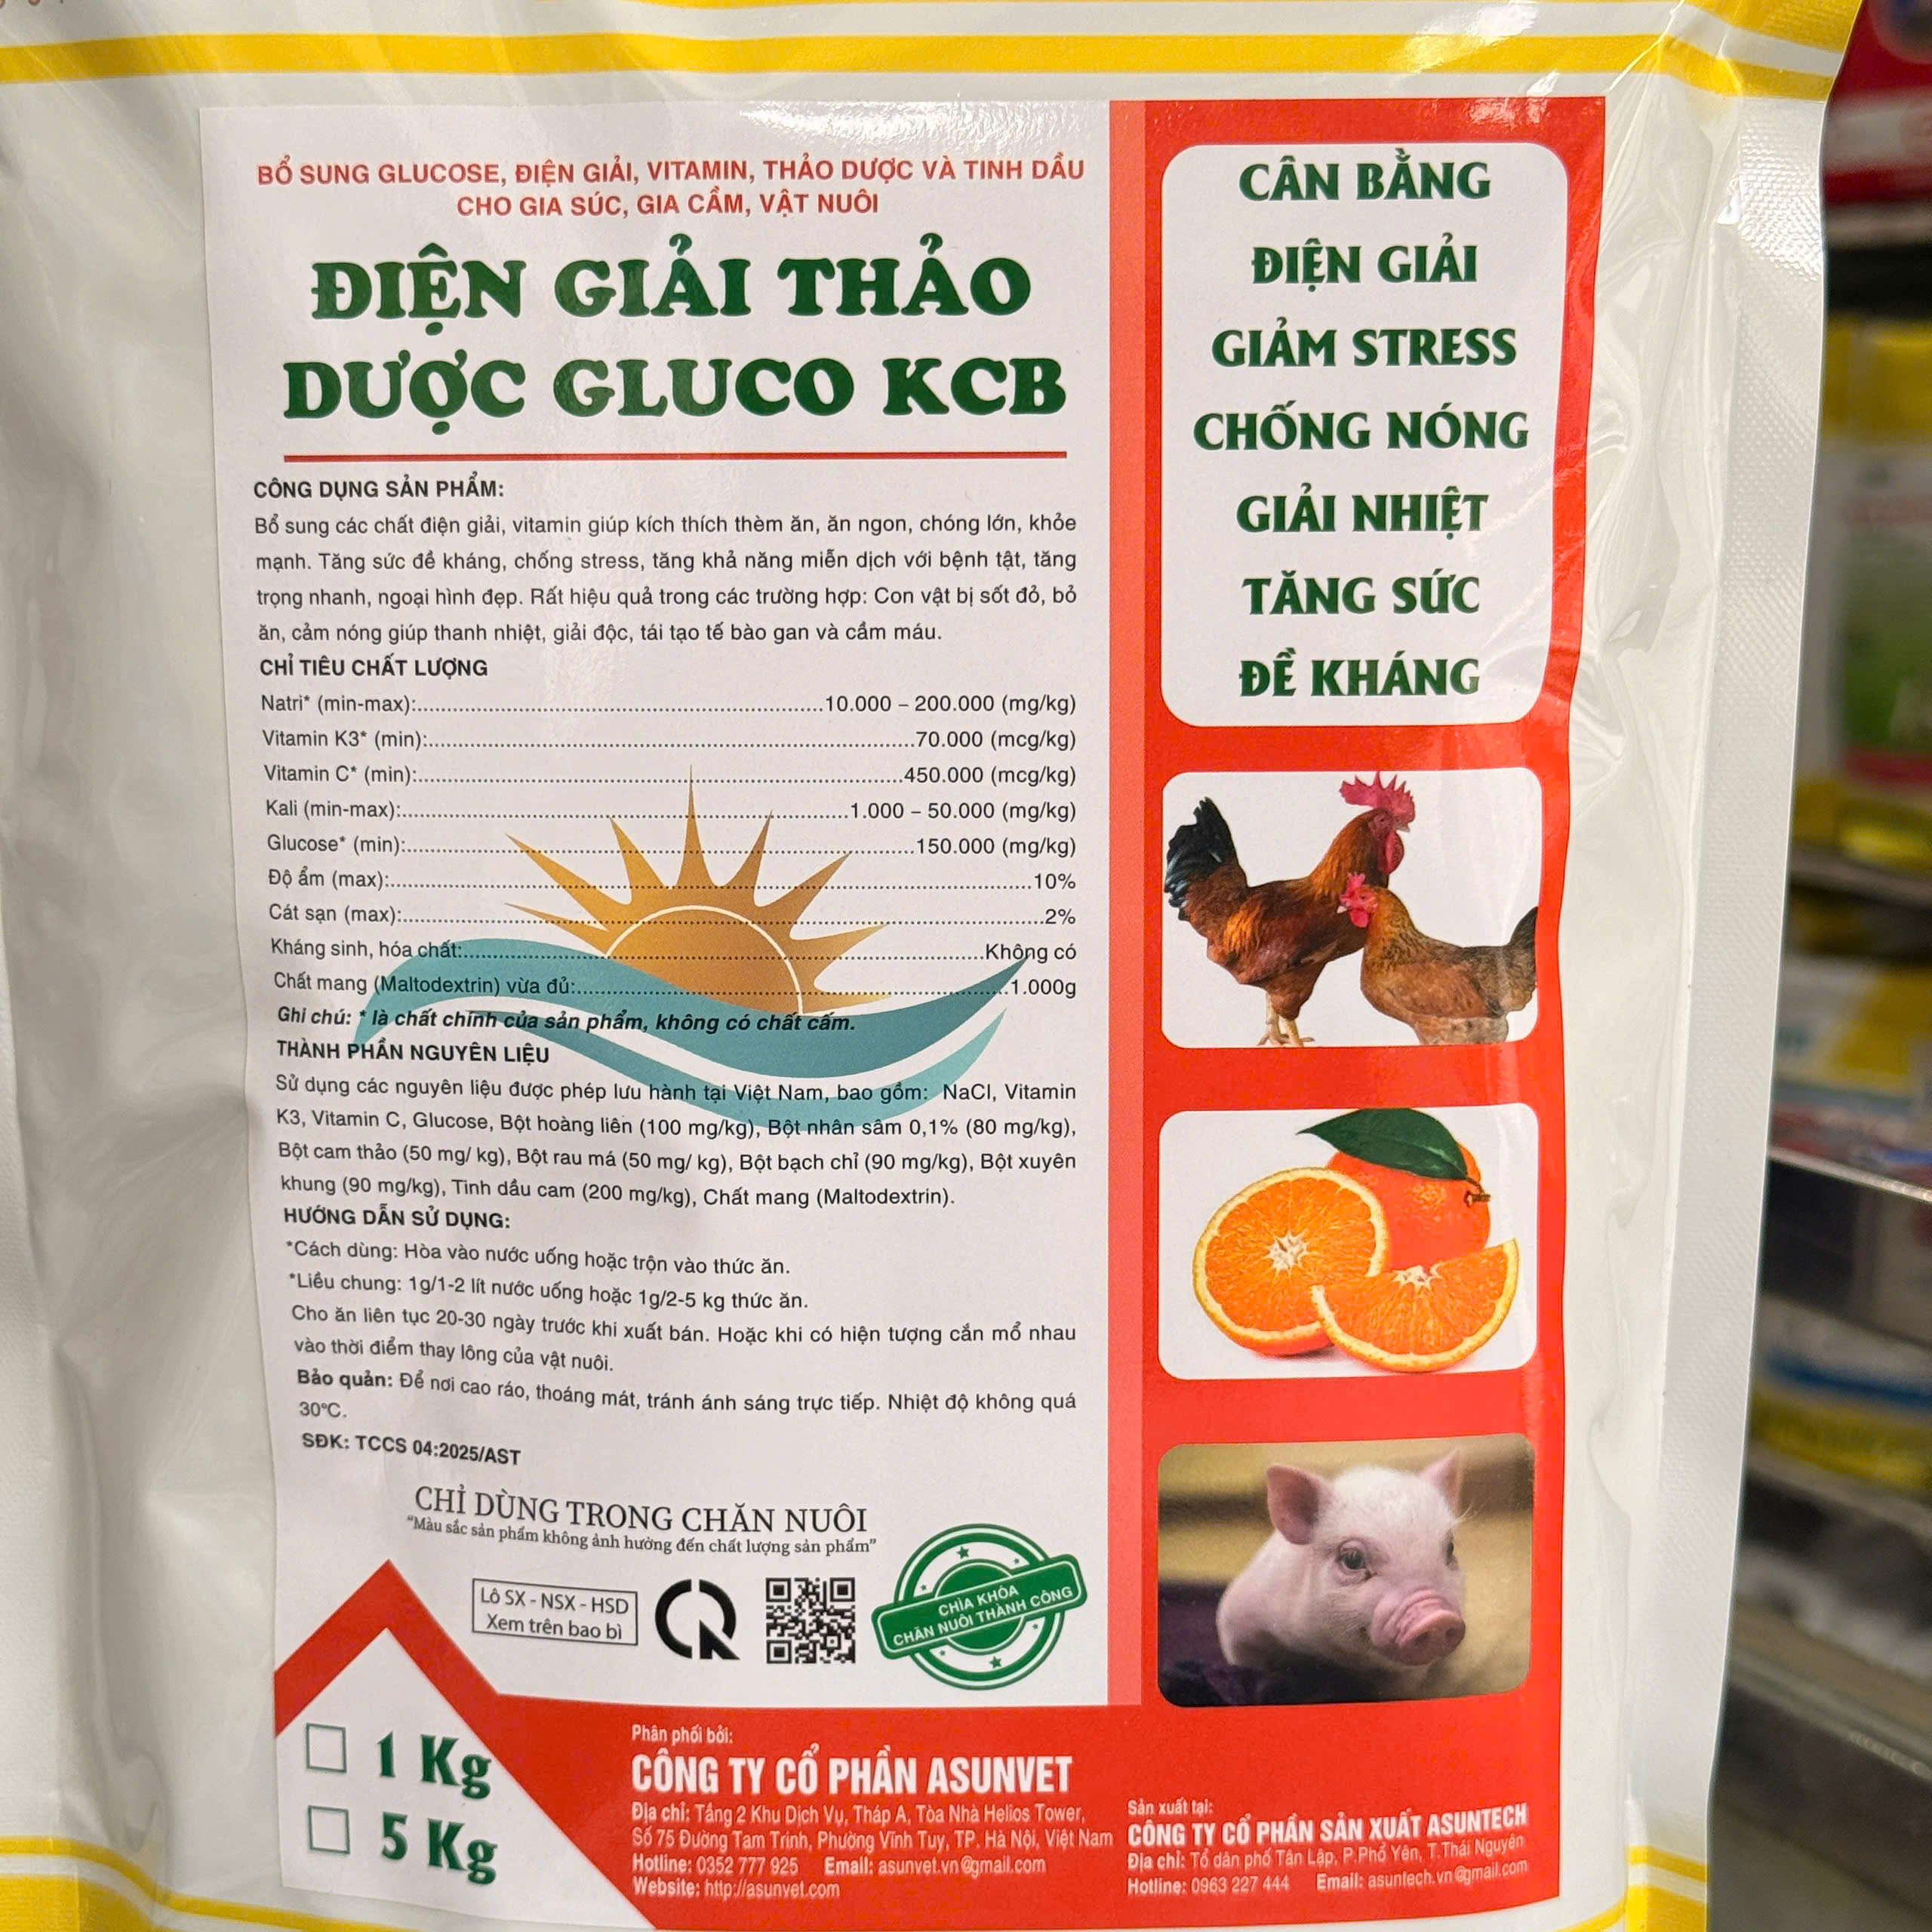 BỔ SUNG GLUCOSE, ĐIỆN GIẢI, VITAMIN, THẢO DƯỢC VÀ TINH DẦU
CHO GIA SÚC, GIA CẦM, VẬT NUÔI
ĐIỆN GIẢI THẢO
DƯỢC GLUCO KCB
CÔNG DỤNG SẢN PHẨM:
Bổ sung các chất điện giải, vitamin giúp kích thích thèm ăn, ăn ngon, chóng lớn, khỏe
mạnh. Tăng sức đề kháng, chống stress, tăng khả năng miễn dịch với bệnh tật, tăng
trọng nhanh, ngoại hình đẹp. Rất hiệu quả trong các trường hợp: Con vật bị sốt đỏ, bỏ
ăn, cảm nóng giúp thanh nhiệt, giải độc, tái tạo tế bào gan và cầm máu.
CHỈ TIÊU CHẤT LƯỢNG
Natri* (min-max):..........10.000 – 200.000 (mg/kg)
Vitamin K3* (min):..........70.000 (mcg/kg)
Vitamin C* (min):..........450.000 (mcg/kg)
Kali (min-max):..........1.000 – 50.000 (mg/kg)
Glucose* (min):..........150.000 (mg/kg)
Độ ẩm (max):..........10%
Cát sạn (max):..........2%
Kháng sinh, hóa chất:..........Không có
Chất mang (Maltodextrin) vừa đủ:..........1.000g
Ghi chú: * là chất chính của sản phẩm, không có chất cấm.
THÀNH PHẦN NGUYÊN LIỆU
Sử dụng các nguyên liệu được phép lưu hành tại Việt Nam, bao gồm: NaCl, Vitamin
K3, Vitamin C, Glucose, Bột hoàng liên (100 mg/kg), Bột nhân sâm 0,1% (80 mg/kg),
Bột cam thảo (50 mg/ kg), Bột rau má (50 mg/ kg), Bột bạch chỉ (90 mg/kg), Bột xuyên
khung (90 mg/kg), Tinh dầu cam (200 mg/kg), Chất mang (Maltodextrin).
HƯỚNG DẪN SỬ DỤNG:
*Cách dùng: Hòa vào nước uống hoặc trộn vào thức ăn.
*Liều chung: 1g/1-2 lít nước uống hoặc 1g/2-5 kg thức ăn.
Cho ăn liên tục 20-30 ngày trước khi xuất bán. Hoặc khi có hiện tượng cắn mổ nhau
vào thời điểm thay lông của vật nuôi.
Bảo quản: Để nơi cao ráo, thoáng mát, tránh ánh sáng trực tiếp. Nhiệt độ không quá
30°C.
SĐK: TCCS 04:2025/AST
CHỈ DÙNG TRONG CHĂN NUÔI
"Màu sắc sản phẩm không ảnh hưởng đến chất lượng sản phẩm"
Lô SX - NSX - HSD
Xem trên bao bì
CHÌA KHÓA
CHĂN NUÔI THÀNH CÔNG
1 Kg
5 Kg
Phân phối bởi:
CÔNG TY CỔ PHẦN ASUNVET
Địa chỉ: Tầng 2 Khu Dịch Vụ, Tháp A, Tòa Nhà Helios Tower,
Số 75 Đường Tam Trinh, Phường Vĩnh Tuy, TP. Hà Nội, Việt Nam
Hotline: 0352 777 925 Email: asunvet.vn@gmail.com
Website: http://asunvet.com
Sản xuất tại:
CÔNG TY CỔ PHẦN SẢN XUẤT ASUNTECH
Địa chỉ: Tổ dân phố Tân Lập, P.Phổ Yên, T.Thái Nguyên
Hotline: 0963 227 444 Email: asuntech.vn@gmail.com
CÂN BẰNG
ĐIỆN GIẢI
GIẢM STRESS
CHỐNG NÓNG
GIẢI NHIỆT
TĂNG SỨC
ĐỀ KHÁNG